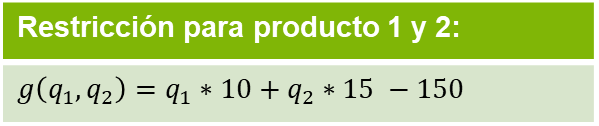 Restricción para producto 1 y 2:
g(q₁, q₂) = q₁ * 10 + q₂ * 15 − 150